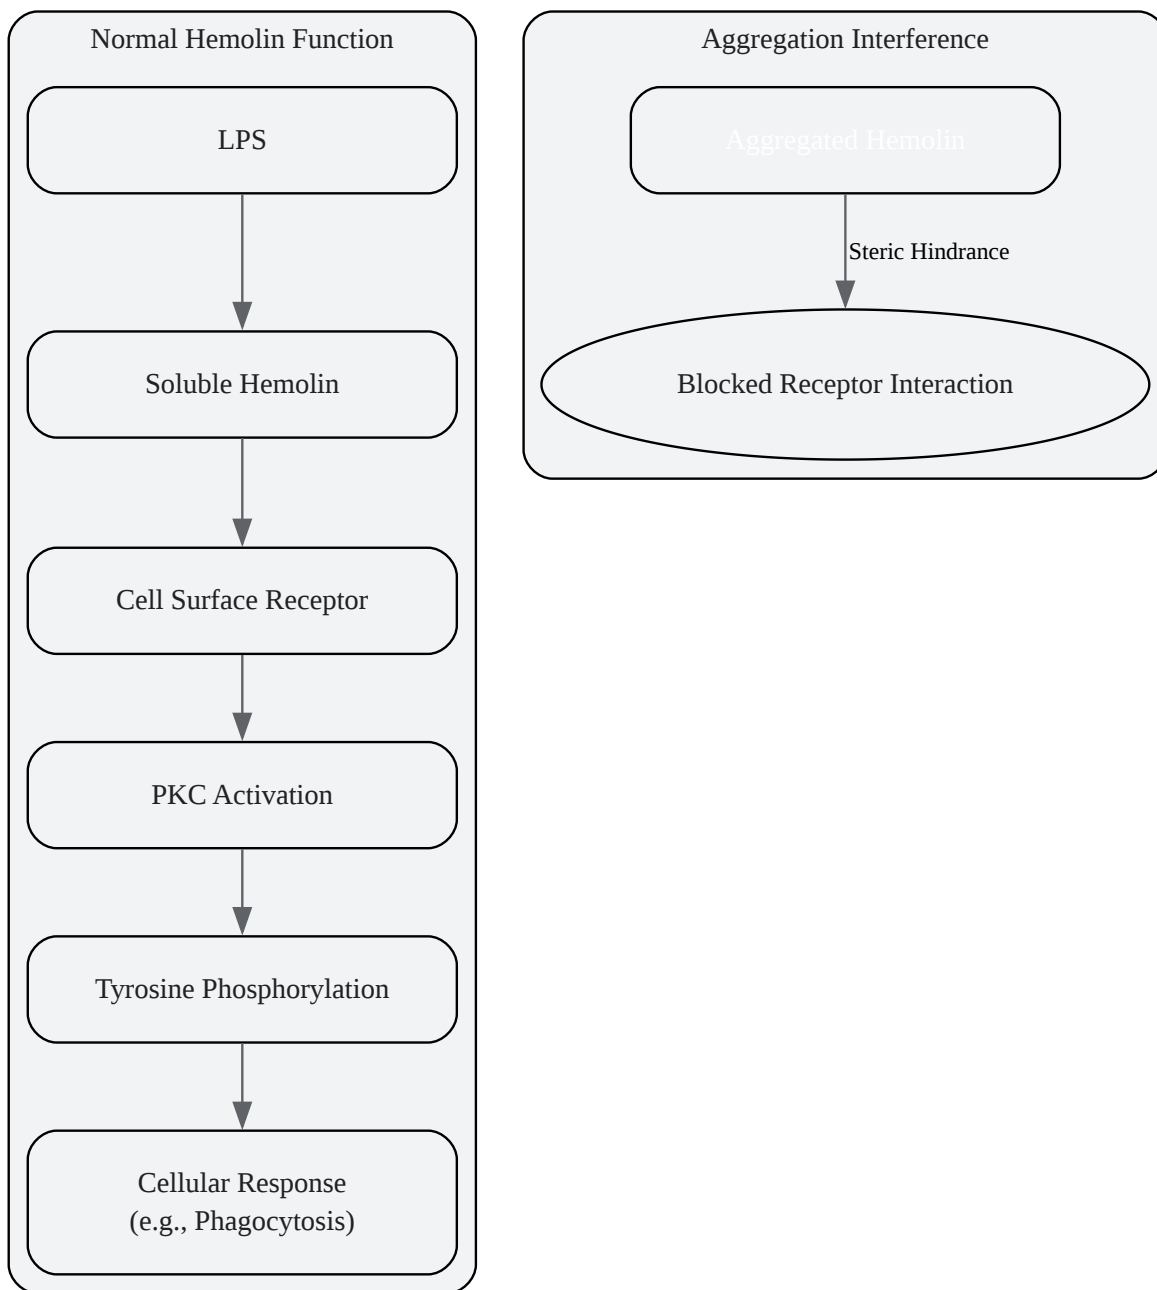 Normal Hemolin Function
LPS
Soluble Hemolin
Cell Surface Receptor
PKC Activation
Tyrosine Phosphorylation
Cellular Response
(e.g., Phagocytosis)
Aggregation Interference
Aggregated Hemolin
Steric Hindrance
Blocked Receptor Interaction